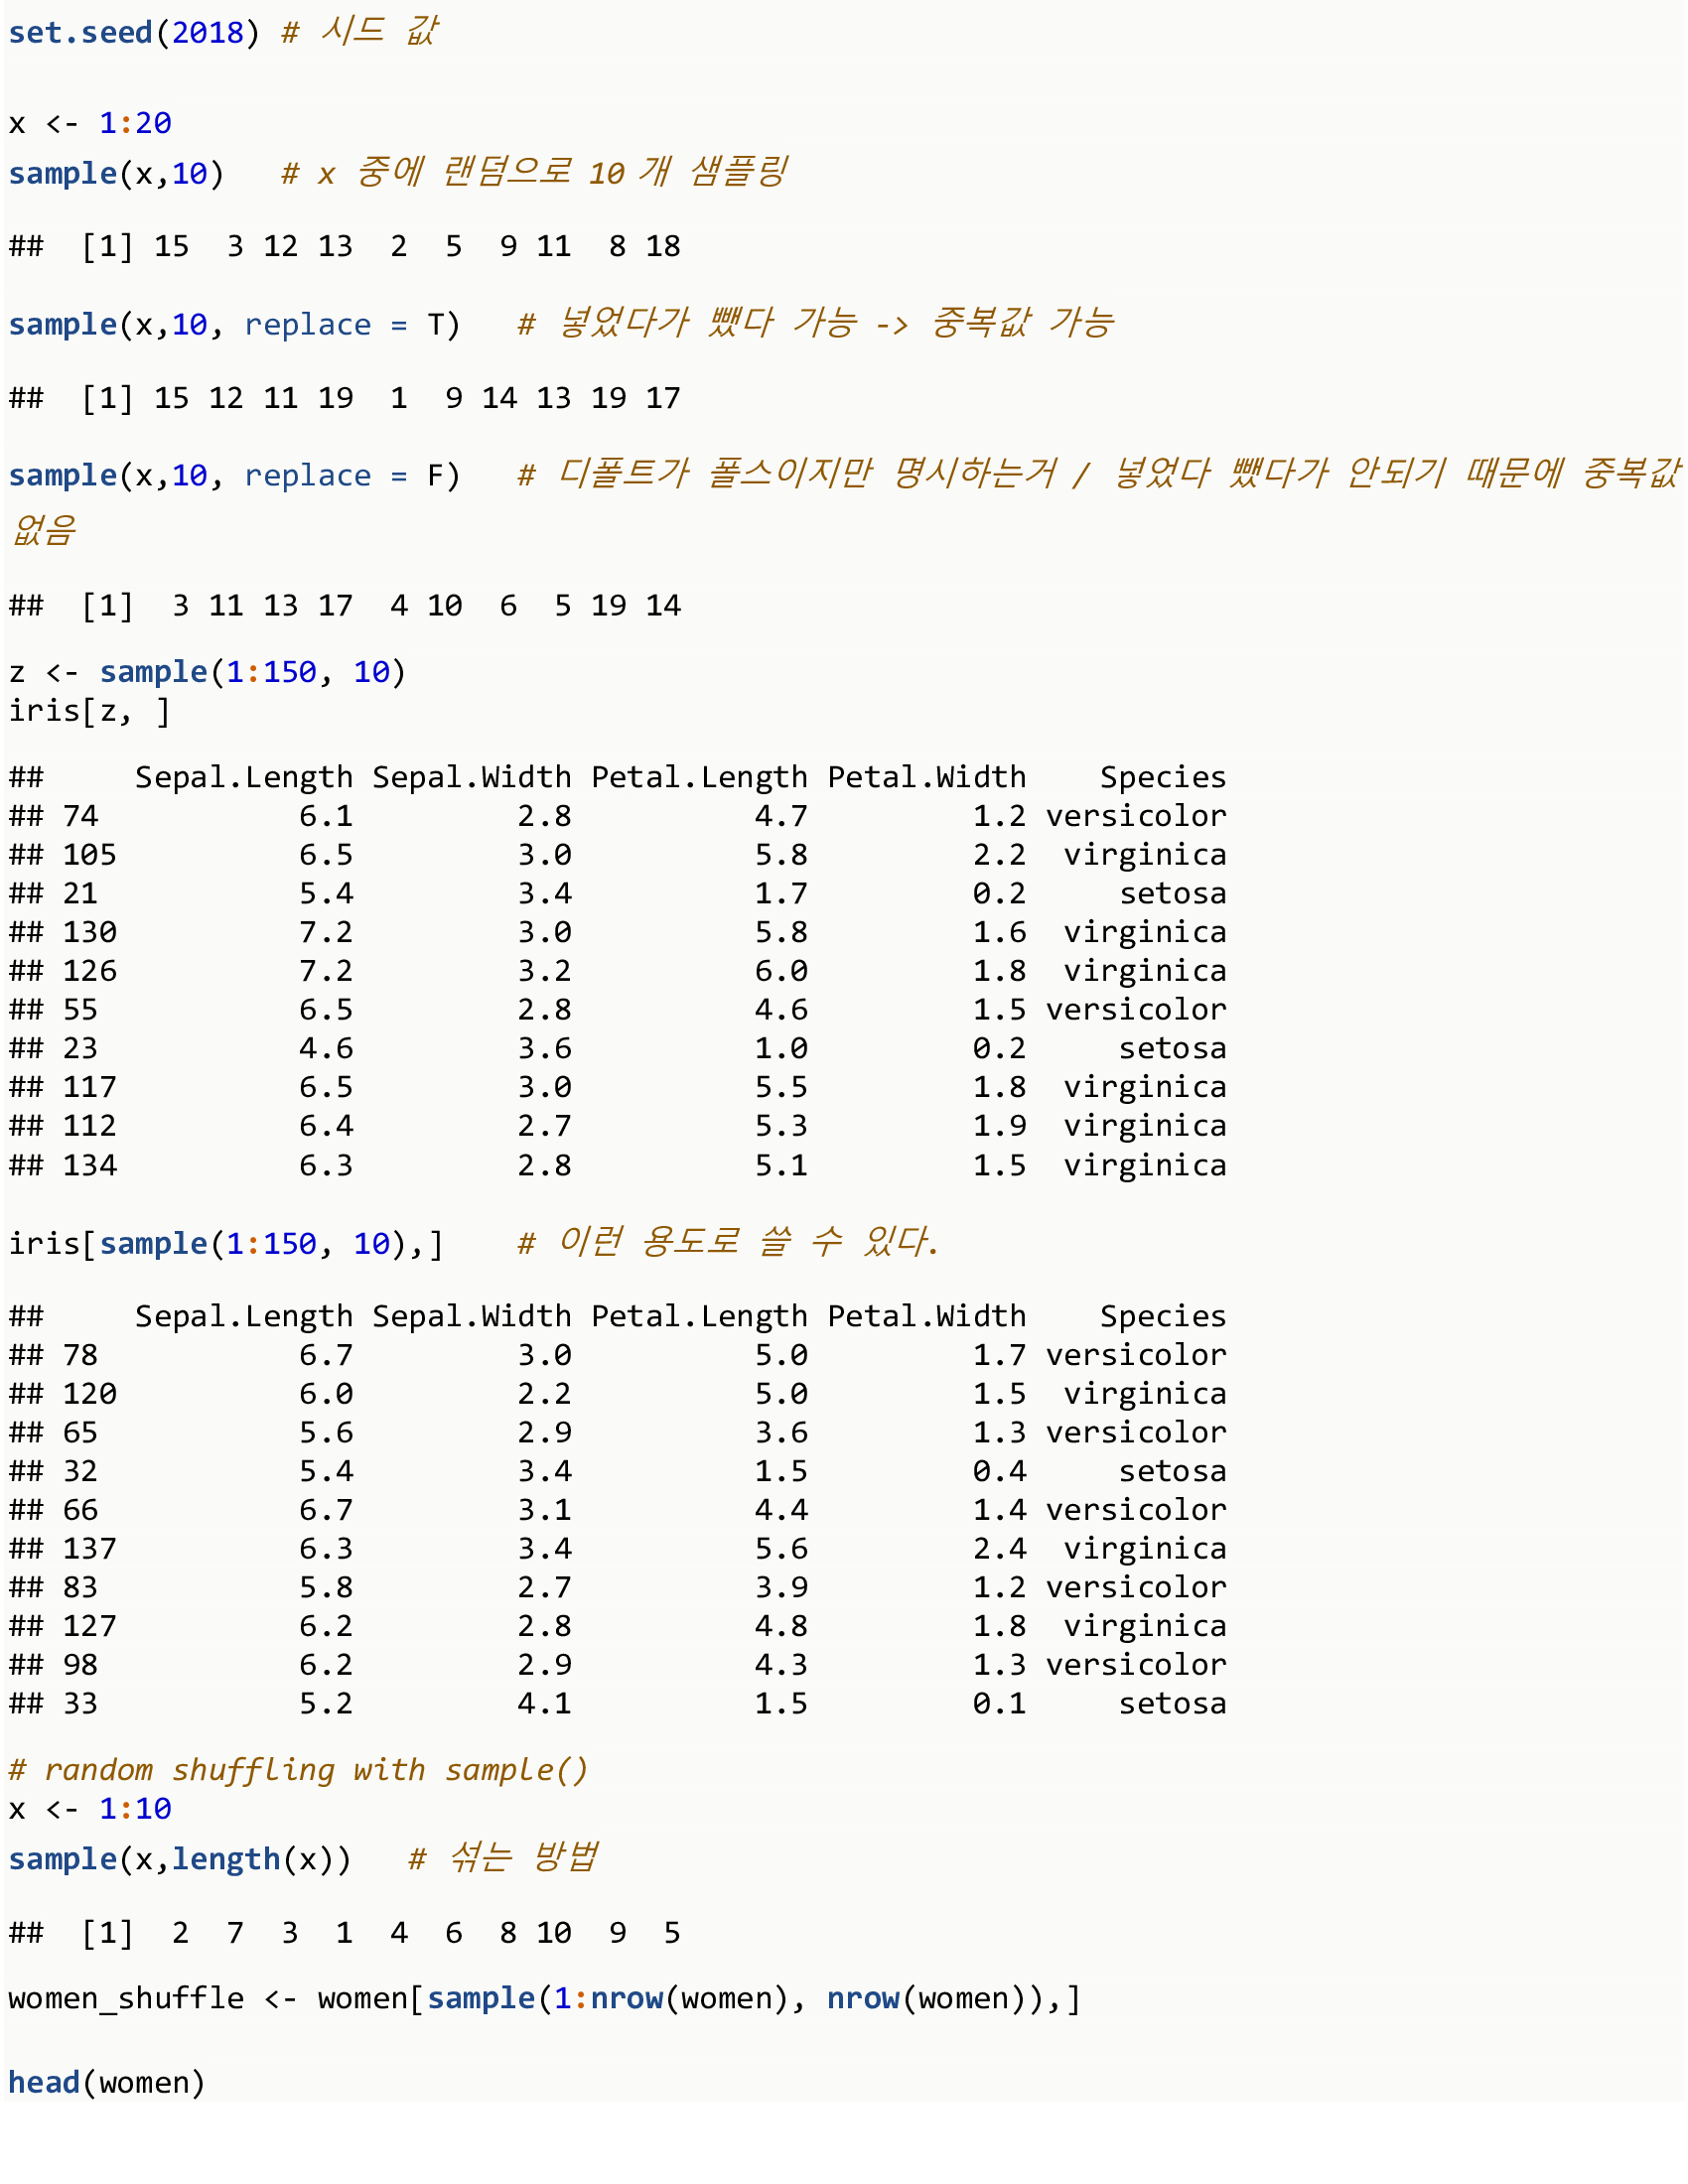 set.seed(2018) # 시드 값
x <- 1:20
sample(x,10)   # x 중에 랜덤으로 10 개 샘플링
##  [1] 15  3 12 13  2  5  9 11  8 18
sample(x,10, replace = T)   # 넣었다가 뺐다 가능 -> 중복값 가능
##  [1] 15 12 11 19  1  9 14 13 19 17
sample(x,10, replace = F)   # 디폴트가 폴스이지만 명시하는거 / 넣었다 뺐다가 안되기 때문에 중복값
없음
##  [1]  3 11 13 17  4 10  6  5 19 14
z <- sample(1:150, 10)
iris[z, ]
##     Sepal.Length Sepal.Width Petal.Length Petal.Width    Species
## 74           6.1         2.8          4.7         1.2 versicolor
## 105          6.5         3.0          5.8         2.2  virginica
## 21           5.4         3.4          1.7         0.2     setosa
## 130          7.2         3.0          5.8         1.6  virginica
## 126          7.2         3.2          6.0         1.8  virginica
## 55           6.5         2.8          4.6         1.5 versicolor
## 23           4.6         3.6          1.0         0.2     setosa
## 117          6.5         3.0          5.5         1.8  virginica
## 112          6.4         2.7          5.3         1.9  virginica
## 134          6.3         2.8          5.1         1.5  virginica
iris[sample(1:150, 10),]    # 이런 용도로 쓸 수 있다.
##     Sepal.Length Sepal.Width Petal.Length Petal.Width    Species
## 78           6.7         3.0          5.0         1.7 versicolor
## 120          6.0         2.2          5.0         1.5  virginica
## 65           5.6         2.9          3.6         1.3 versicolor
## 32           5.4         3.4          1.5         0.4     setosa
## 66           6.7         3.1          4.4         1.4 versicolor
## 137          6.3         3.4          5.6         2.4  virginica
## 83           5.8         2.7          3.9         1.2 versicolor
## 127          6.2         2.8          4.8         1.8  virginica
## 98           6.2         2.9          4.3         1.3 versicolor
## 33           5.2         4.1          1.5         0.1     setosa
# random shuffling with sample()
x <- 1:10
sample(x,length(x))   # 섞는 방법
##  [1]  2  7  3  1  4  6  8 10  9  5
women_shuffle <- women[sample(1:nrow(women), nrow(women)),]
head(women)